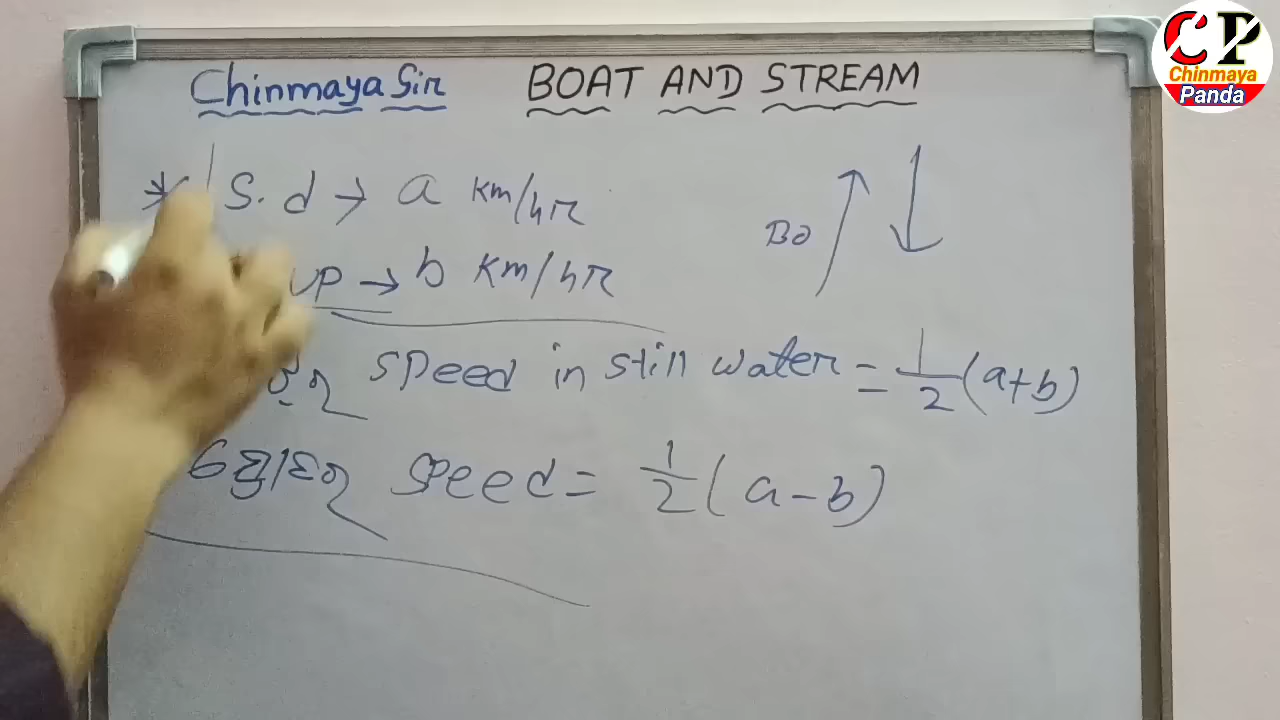 Chinmaya Sir BOAT AND STREAM
CP
Chinmaya
Panda
* S. d → a km/hr
up → b km/hr
BO
speed in still water = 1/2 (a+b)
ସ୍ରୋତର speed = 1/2 (a-b)